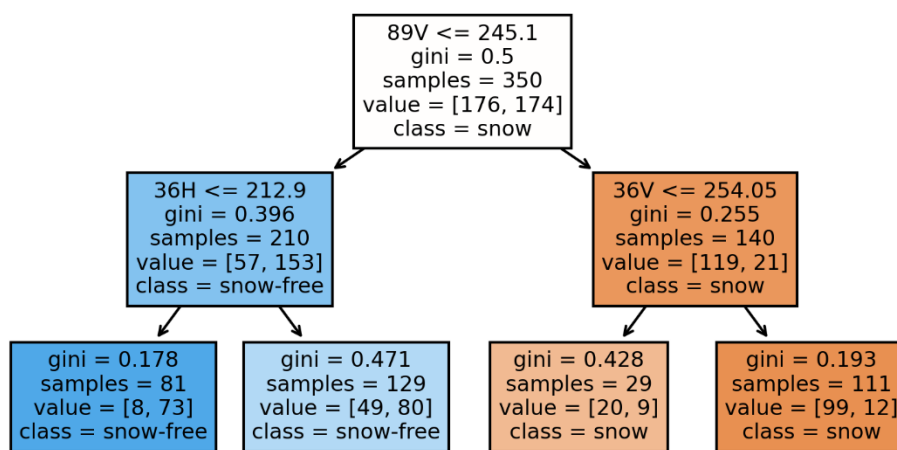 89V <= 245.1
gini = 0.5
samples = 350
value = [176, 174]
class = snow
36H <= 212.9
gini = 0.396
samples = 210
value = [57, 153]
class = snow-free
36V <= 254.05
gini = 0.255
samples = 140
value = [119, 21]
class = snow
gini = 0.178
samples = 81
value = [8, 73]
class = snow-free
gini = 0.471
samples = 129
value = [49, 80]
class = snow-free
gini = 0.428
samples = 29
value = [20, 9]
class = snow
gini = 0.193
samples = 111
value = [99, 12]
class = snow